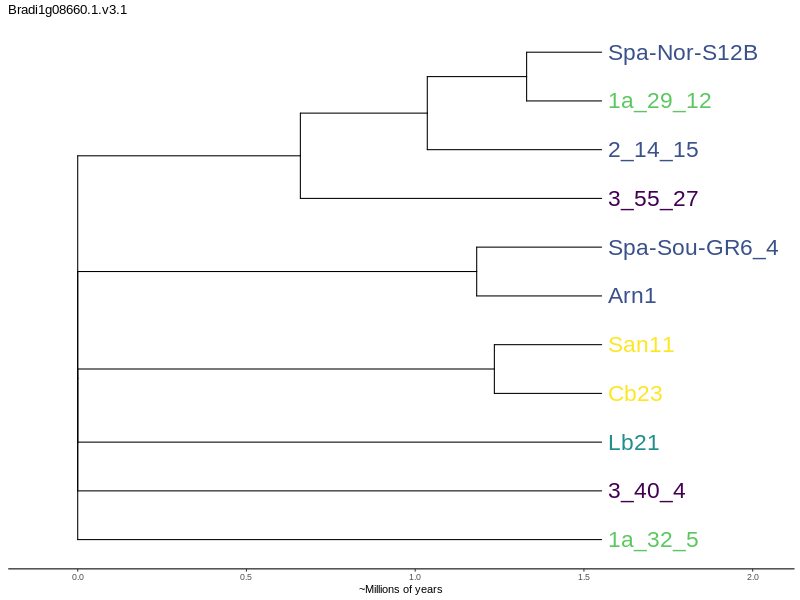 Bradi1g08660.1.v3.1
Spa-Nor-S12B
1a_29_12
2_14_15
3_55_27
Spa-Sou-GR6_4
Arn1
San11
Cb23
Lb21
3_40_4
1a_32_5
0.0 0.5 1.0 1.5 2.0
~Millions of years